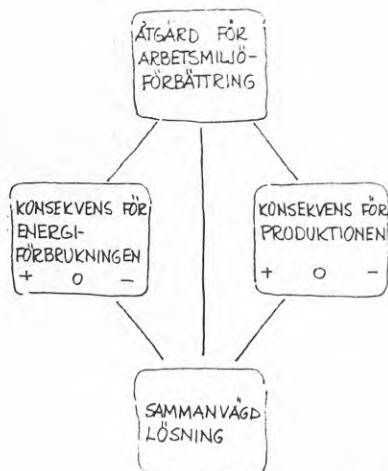 ÅTGÄRD FÖR
ARBETSMILJÖ-
FÖRBÄTTRING
KONSEKVENS FÖR
ENERGI-
FÖRBRUKNINGEN
+ O −
KONSEKVENS FÖR
PRODUKTIONEN
+ O −
SAMMANVÄGD
LÖSNING